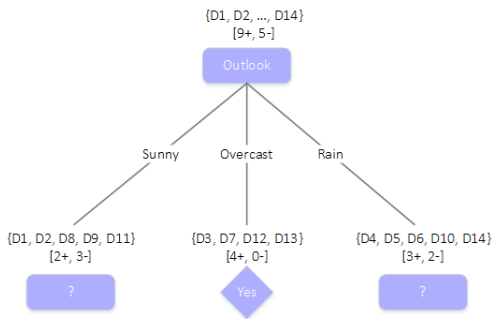 {D1, D2, ..., D14}
[9+, 5-]
Outlook
Sunny
Overcast
Rain
{D1, D2, D8, D9, D11}
[2+, 3-]
?
{D3, D7, D12, D13}
[4+, 0-]
Yes
{D4, D5, D6, D10, D14}
[3+, 2-]
?